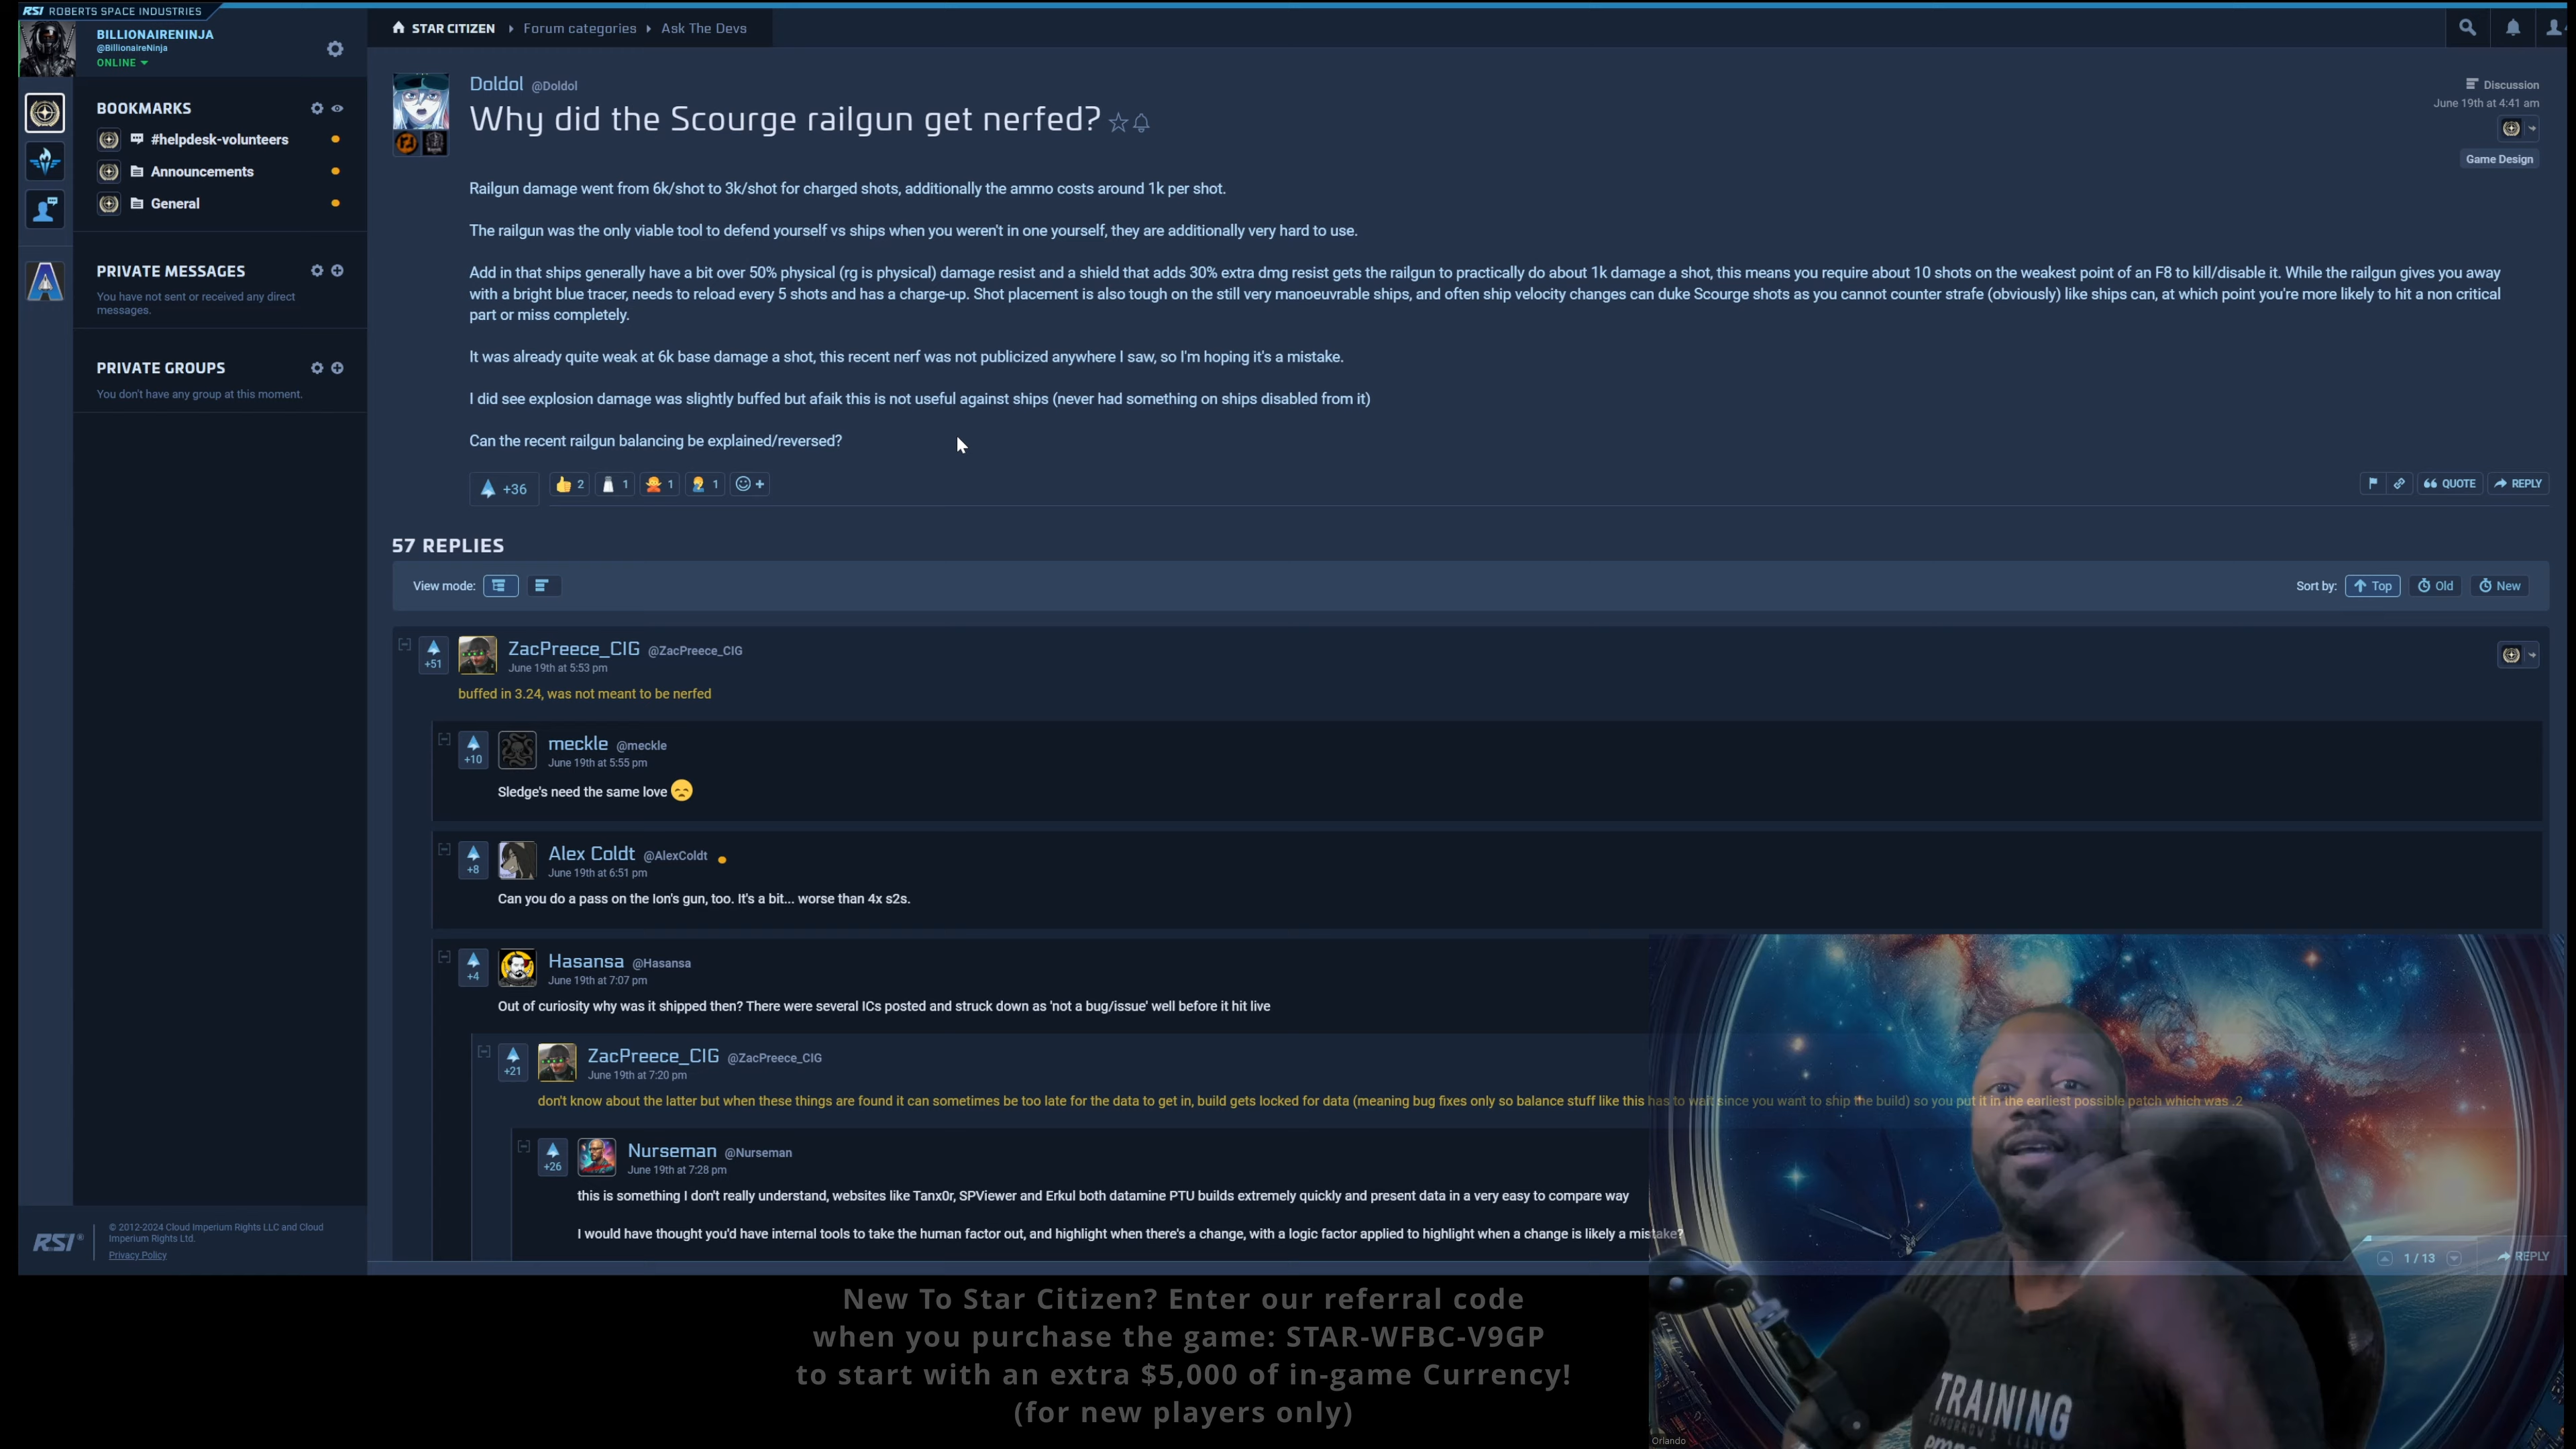 RSI ROBERTS SPACE INDUSTRIES
BILLIONAIRENINJA
@BillionaireNinja
ONLINE
BOOKMARKS
#helpdesk-volunteers
Announcements
General
PRIVATE MESSAGES
You have not sent or received any direct
messages.
PRIVATE GROUPS
You don't have any group at this moment.
RSI
© 2012-2024 Cloud Imperium Rights LLC and Cloud
Imperium Rights Ltd.
Privacy Policy
STAR CITIZEN Forum categories Ask The Devs
Doldol @Doldol
Why did the Scourge railgun get nerfed?
Discussion
June 19th at 4:41 am
Game Design
Railgun damage went from 6k/shot to 3k/shot for charged shots, additionally the ammo costs around 1k per shot.
The railgun was the only viable tool to defend yourself vs ships when you weren't in one yourself, they are additionally very hard to use.
Add in that ships generally have a bit over 50% physical (rg is physical) damage resist and a shield that adds 30% extra dmg resist gets the railgun to practically do about 1k damage a shot, this means you require about 10 shots on the weakest point of an F8 to kill/disable it. While the railgun gives you away
with a bright blue tracer, needs to reload every 5 shots and has a charge-up. Shot placement is also tough on the still very manoeuvrable ships, and often ship velocity changes can duke Scourge shots as you cannot counter strafe (obviously) like ships can, at which point you're more likely to hit a non critical
part or miss completely.
It was already quite weak at 6k base damage a shot, this recent nerf was not publicized anywhere I saw, so I'm hoping it's a mistake.
I did see explosion damage was slightly buffed but afaik this is not useful against ships (never had something on ships disabled from it)
Can the recent railgun balancing be explained/reversed?
+36 2 1 1 1 +
QUOTE REPLY
57 REPLIES
View mode:
Sort by: Top Old New
+51 ZacPreece_CIG @ZacPreece_CIG
June 19th at 5:53 pm
buffed in 3.24, was not meant to be nerfed
+10 meckle @meckle
June 19th at 5:55 pm
Sledge's need the same love
+8 Alex Coldt @AlexColdt
June 19th at 6:51 pm
Can you do a pass on the Ion's gun, too. It's a bit... worse than 4x s2s.
+4 Hasansa @Hasansa
June 19th at 7:07 pm
Out of curiosity why was it shipped then? There were several ICs posted and struck down as 'not a bug/issue' well before it hit live
+21 ZacPreece_CIG @ZacPreece_CIG
June 19th at 7:20 pm
don't know about the latter but when these things are found it can sometimes be too late for the data to get in, build gets locked for data (meaning bug fixes only so balance stuff like this has to wait since you want to ship the build) so you put it in the earliest possible patch which was .2
+26 Nurseman @Nurseman
June 19th at 7:28 pm
this is something I don't really understand, websites like Tanx0r, SPViewer and Erkul both datamine PTU builds extremely quickly and present data in a very easy to compare way
I would have thought you'd have internal tools to take the human factor out, and highlight when there's a change, with a logic factor applied to highlight when a change is likely a mistake?
1 / 13 REPLY
New To Star Citizen? Enter our referral code
when you purchase the game: STAR-WFBC-V9GP
to start with an extra $5,000 of in-game Currency!
(for new players only)
TRAINING
TOMORROW'S LEADERS
Orlando